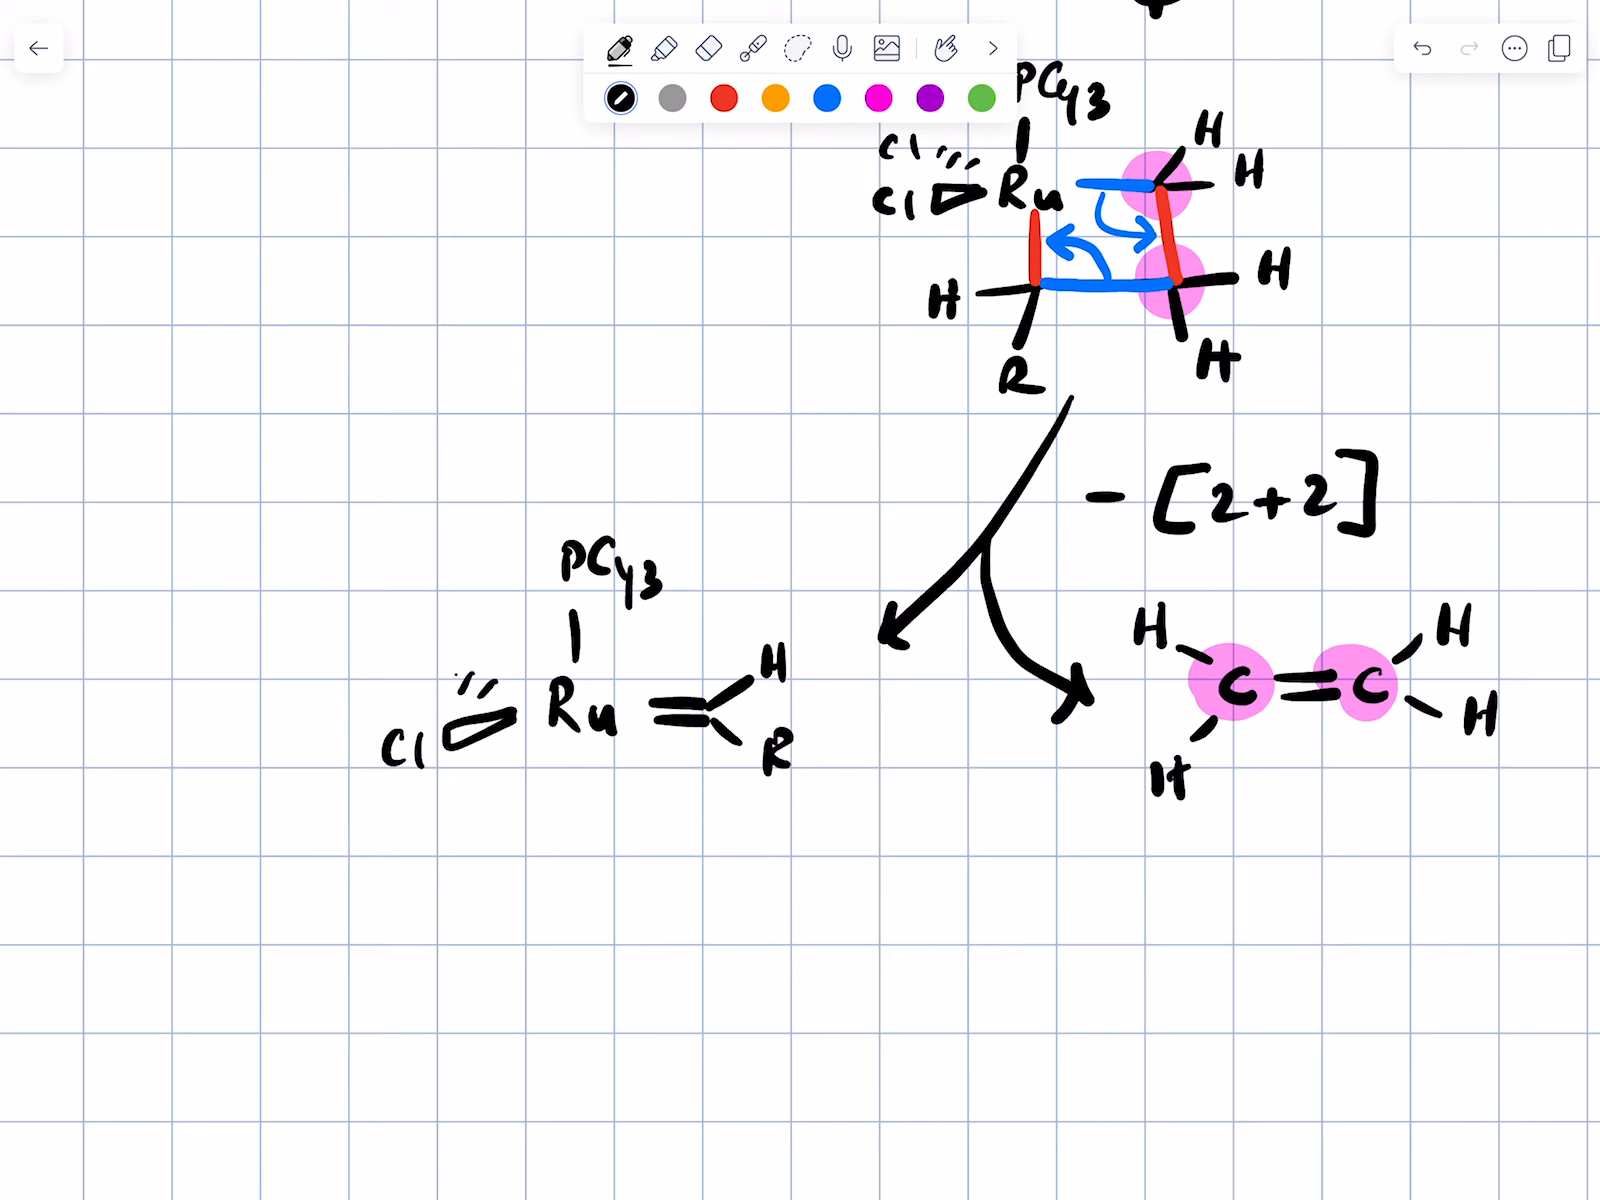 PCy3
Cl
H
Cl Ru H
H
H
R H
- [2+2]
PCy3
H H
H
Ru C=C
Cl R H
H